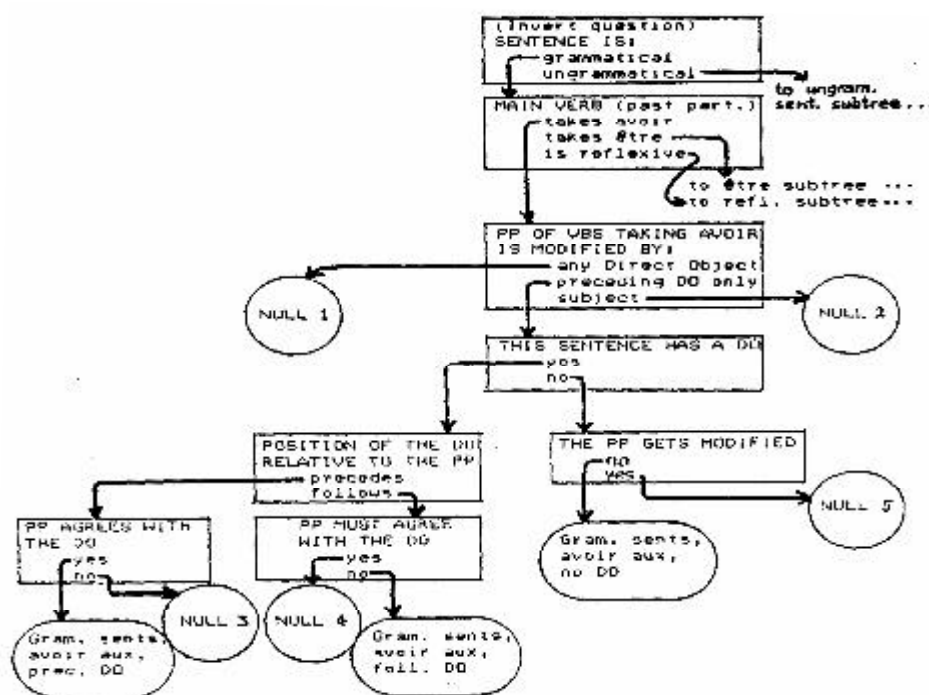 (Invert question)
SENTENCE IS:
grammatical
ungrammatical
to ungram.
sent. subtree...
MAIN VERB (past part.)
takes avoir
takes être
is reflexive
to être subtree ...
to refl. subtree...
PP OF VBS TAKING AVOIR
IS MODIFIED BY:
any Direct Object
preceding DO only
subject
NULL 1
NULL 2
THIS SENTENCE HAS A DO
yes
no
POSITION OF THE DO
RELATIVE TO THE PP
precedes
follows
THE PP GETS MODIFIED
no
yes
NULL 5
PP AGREES WITH
THE DO
yes
no
PP MUST AGREE
WITH THE DO
yes
no
Gram. sents,
avoir aux,
no DO
NULL 3
NULL 4
Gram. sents,
avoir aux,
prec. DO
Gram. sents,
avoir aux,
foll. DO